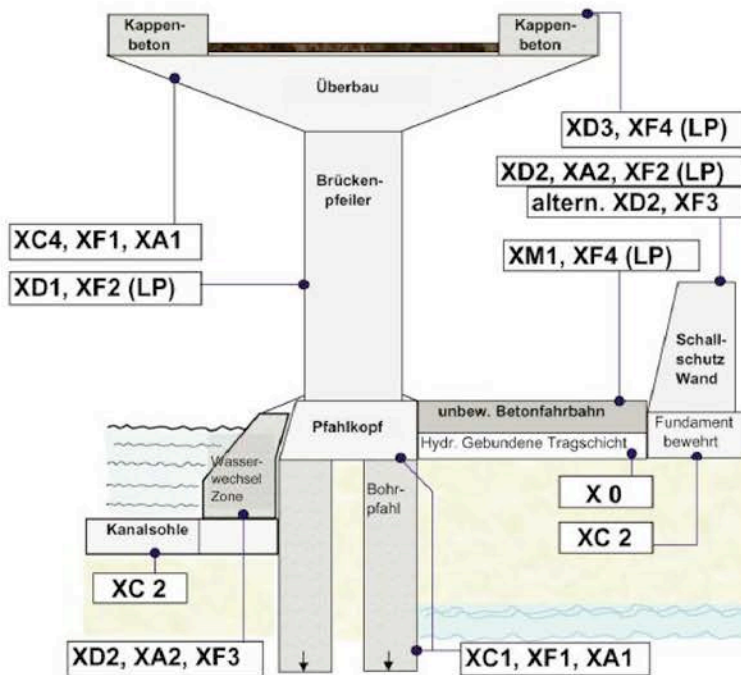 Kappen-
beton
Kappen-
beton
Überbau
XD3, XF4 (LP)
Brücken-
pfeiler
XD2, XA2, XF2 (LP)
altern. XD2, XF3
XC4, XF1, XA1
XM1, XF4 (LP)
XD1, XF2 (LP)
Schall-
schutz
Wand
unbew. Betonfahrbahn
Pfahlkopf
Fundament
bewehrt
Hydr. Gebundene Tragschicht
Wasser-
wechsel
Zone
Bohr-
pfahl
X 0
Kanalsohle
XC 2
XC 2
XD2, XA2, XF3
XC1, XF1, XA1